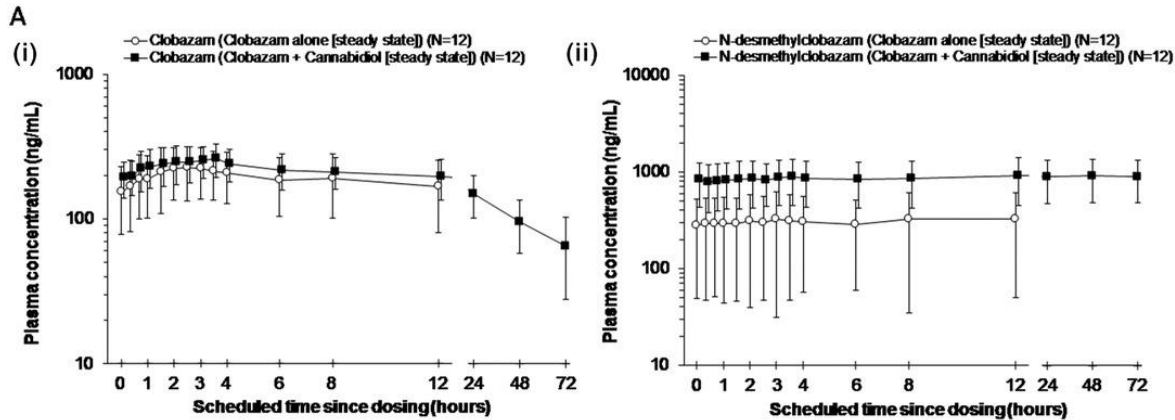 A
(i)
Clobazam (Clobazam alone [steady state]) (N=12)
Clobazam (Clobazam + Cannabidiol [steady state]) (N=12)
1000
100
10
Plasma concentration (ng/mL)
0 1 2 3 4 6 8 12 24 48 72
Scheduled time since dosing (hours)
(ii)
N-desmethylclobazam (Clobazam alone [steady state]) (N=12)
N-desmethylclobazam (Clobazam + Cannabidiol [steady state]) (N=12)
10000
1000
100
10
Plasma concentration (ng/mL)
0 1 2 3 4 6 8 12 24 48 72
Scheduled time since dosing (hours)